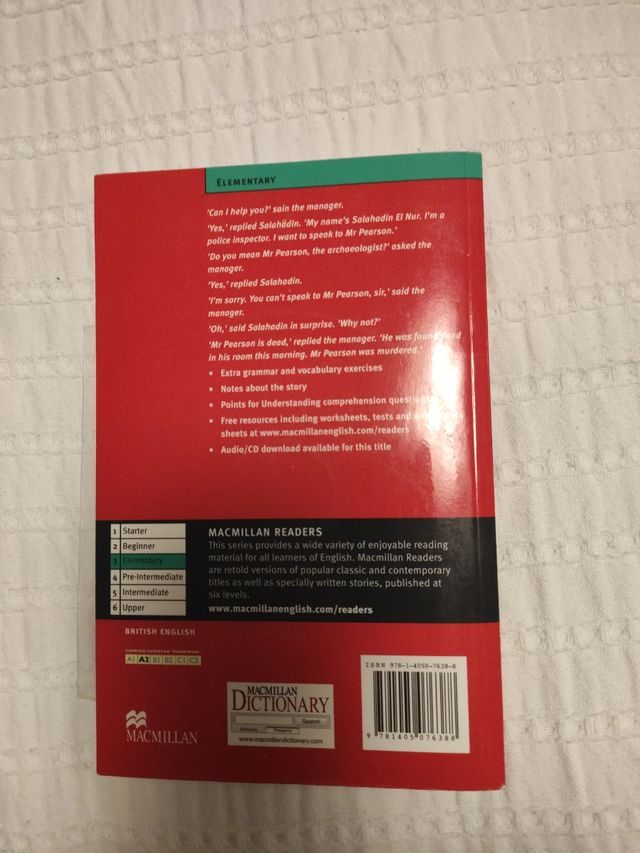 ELEMENTARY
'Can I help you?' sain the manager.
'Yes,' replied Salahadin. 'My name's Salahadin El Nur. I'm a
police inspector. I want to speak to Mr Pearson.'
'Do you mean Mr Pearson, the archaeologist?' asked the
manager.
'Yes,' replied Salahadin.
'I'm sorry. You can't speak to Mr Pearson, sir,' said the
manager.
'Oh,' said Salahadin in surprise. 'Why not?'
'Mr Pearson is dead,' replied the manager. 'He was found dead
in his room this morning. Mr Pearson was murdered.'
• Extra grammar and vocabulary exercises
• Notes about the story
• Points for Understanding comprehension questions
• Free resources including worksheets, tests and
sheets at www.macmillanenglish.com/readers
• Audio/CD download available for this title
1 Starter
2 Beginner
3 Elementary
4 Pre-Intermediate
5 Intermediate
6 Upper
MACMILLAN READERS
This series provides a wide variety of enjoyable reading
material for all learners of English. Macmillan Readers
are retold versions of popular classic and contemporary
titles as well as specially written stories, published at
six levels.
www.macmillanenglish.com/readers
BRITISH ENGLISH
COMMON EUROPEAN FRAMEWORK
A1 A2 B1 B2 C1 C2
MACMILLAN
MACMILLAN
DICTIONARY
Search
Dictionary Thesaurus
www.macmillandictionary.com
ISBN 978-1-4050-7638-8
9 781405 076388